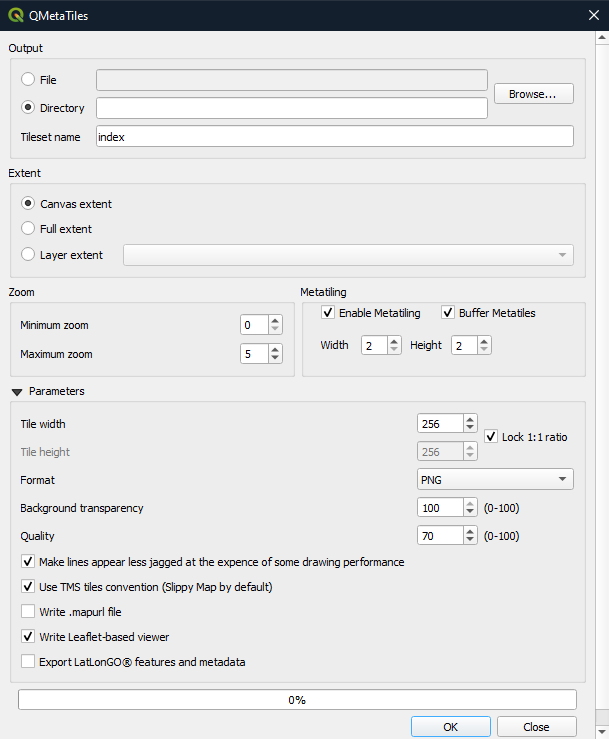 QMetaTiles
Output
File
Browse...
Directory
Tileset name index
Extent
Canvas extent
Full extent
Layer extent
Zoom
Metatiling
Enable Metatiling Buffer Metatiles
Minimum zoom 0
Maximum zoom 5
Width 2 Height 2
Parameters
Tile width 256
Lock 1:1 ratio
Tile height 256
Format PNG
Background transparency 100 (0-100)
Quality 70 (0-100)
Make lines appear less jagged at the expence of some drawing performance
Use TMS tiles convention (Slippy Map by default)
Write .mapurl file
Write Leaflet-based viewer
Export LatLonGO® features and metadata
0%
OK Close